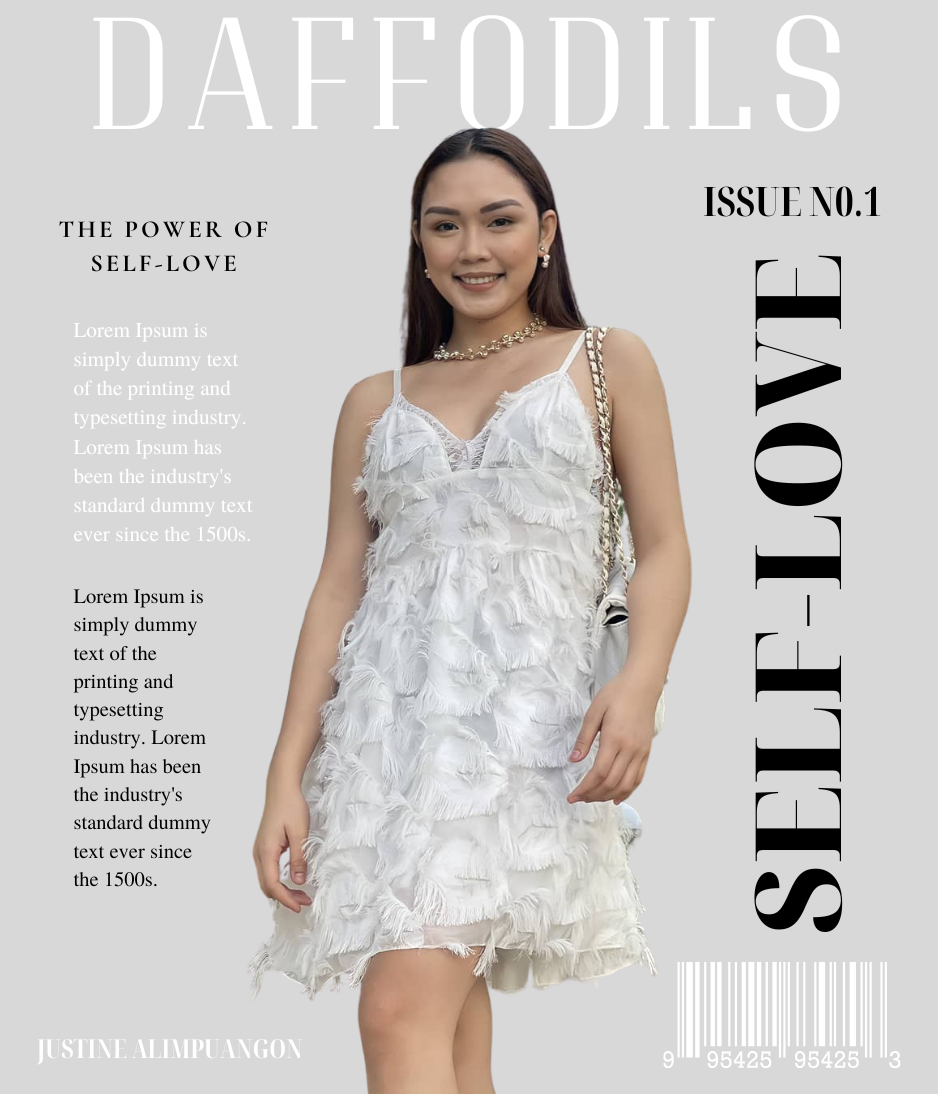 DAFFODILS
ISSUE N0.1
THE POWER OF
SELF-LOVE
Lorem Ipsum is
simply dummy text
of the printing and
typesetting industry.
Lorem Ipsum has
been the industry's
standard dummy text
ever since the 1500s.
Lorem Ipsum is
simply dummy
text of the
printing and
typesetting
industry. Lorem
Ipsum has been
the industry's
standard dummy
text ever since
the 1500s.
SELF-LOVE
JUSTINE ALIMPUANGON
9 95425 95425 3